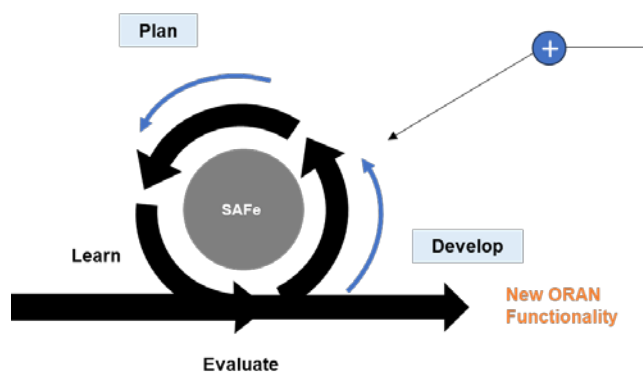 Plan
SAFe
Learn
Develop
New ORAN
Functionality
Evaluate